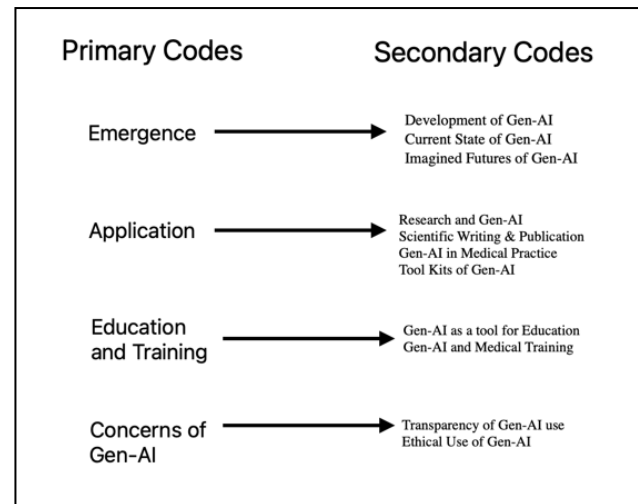 Primary Codes
Secondary Codes
Emergence
Development of Gen-AI
Current State of Gen-AI
Imagined Futures of Gen-AI
Application
Research and Gen-AI
Scientific Writing & Publication
Gen-AI in Medical Practice
Tool Kits of Gen-AI
Education
and Training
Gen-AI as a tool for Education
Gen-AI and Medical Training
Concerns of
Gen-AI
Transparency of Gen-AI use
Ethical Use of Gen-AI